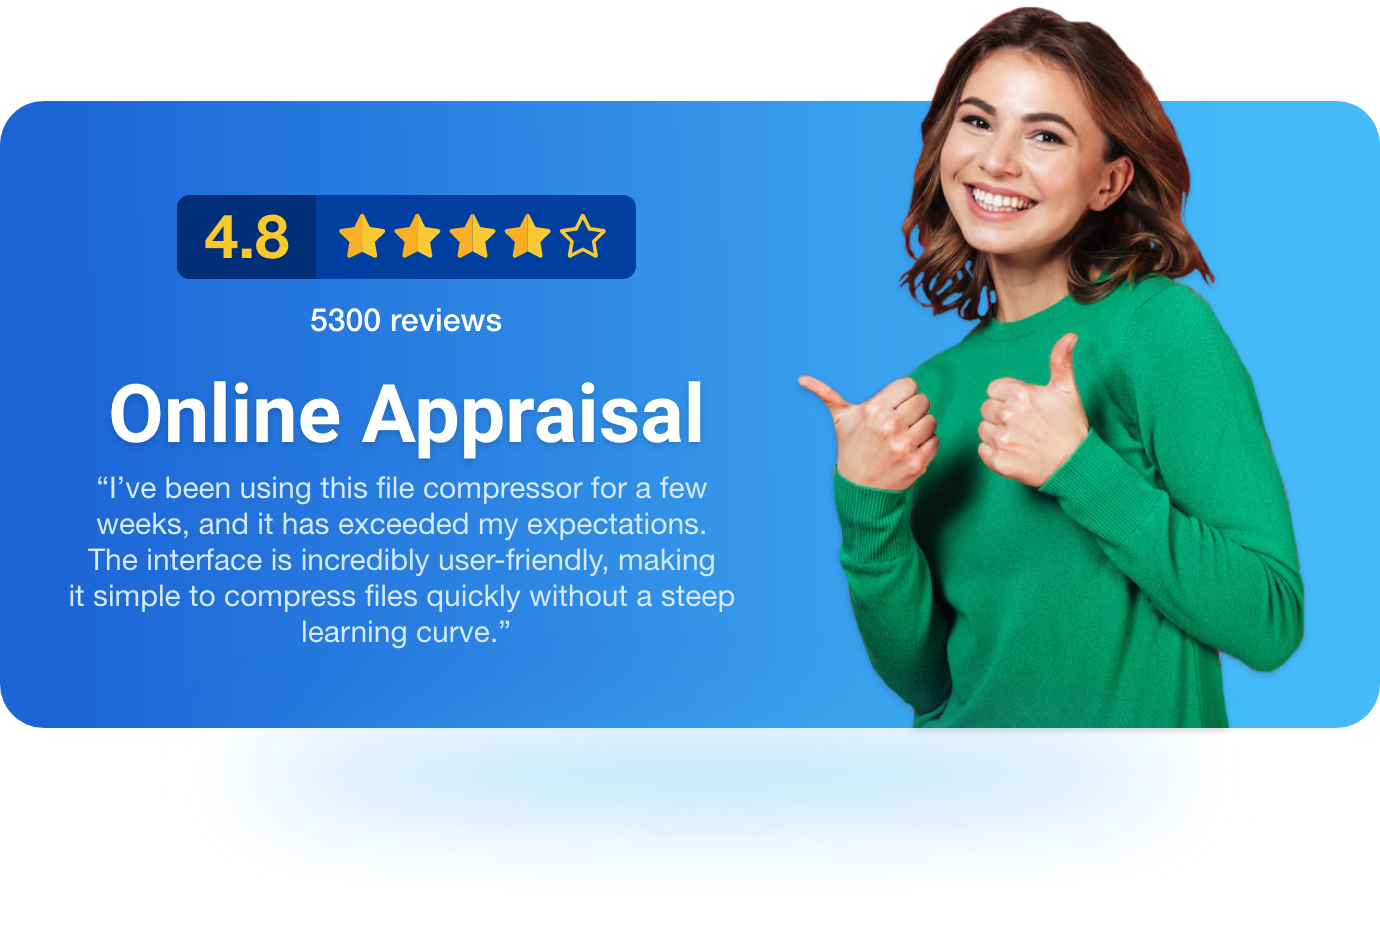 4.8
5300 reviews
Online Appraisal
“I’ve been using this file compressor for a few
weeks, and it has exceeded my expectations.
The interface is incredibly user-friendly, making
it simple to compress files quickly without a steep
learning curve.”